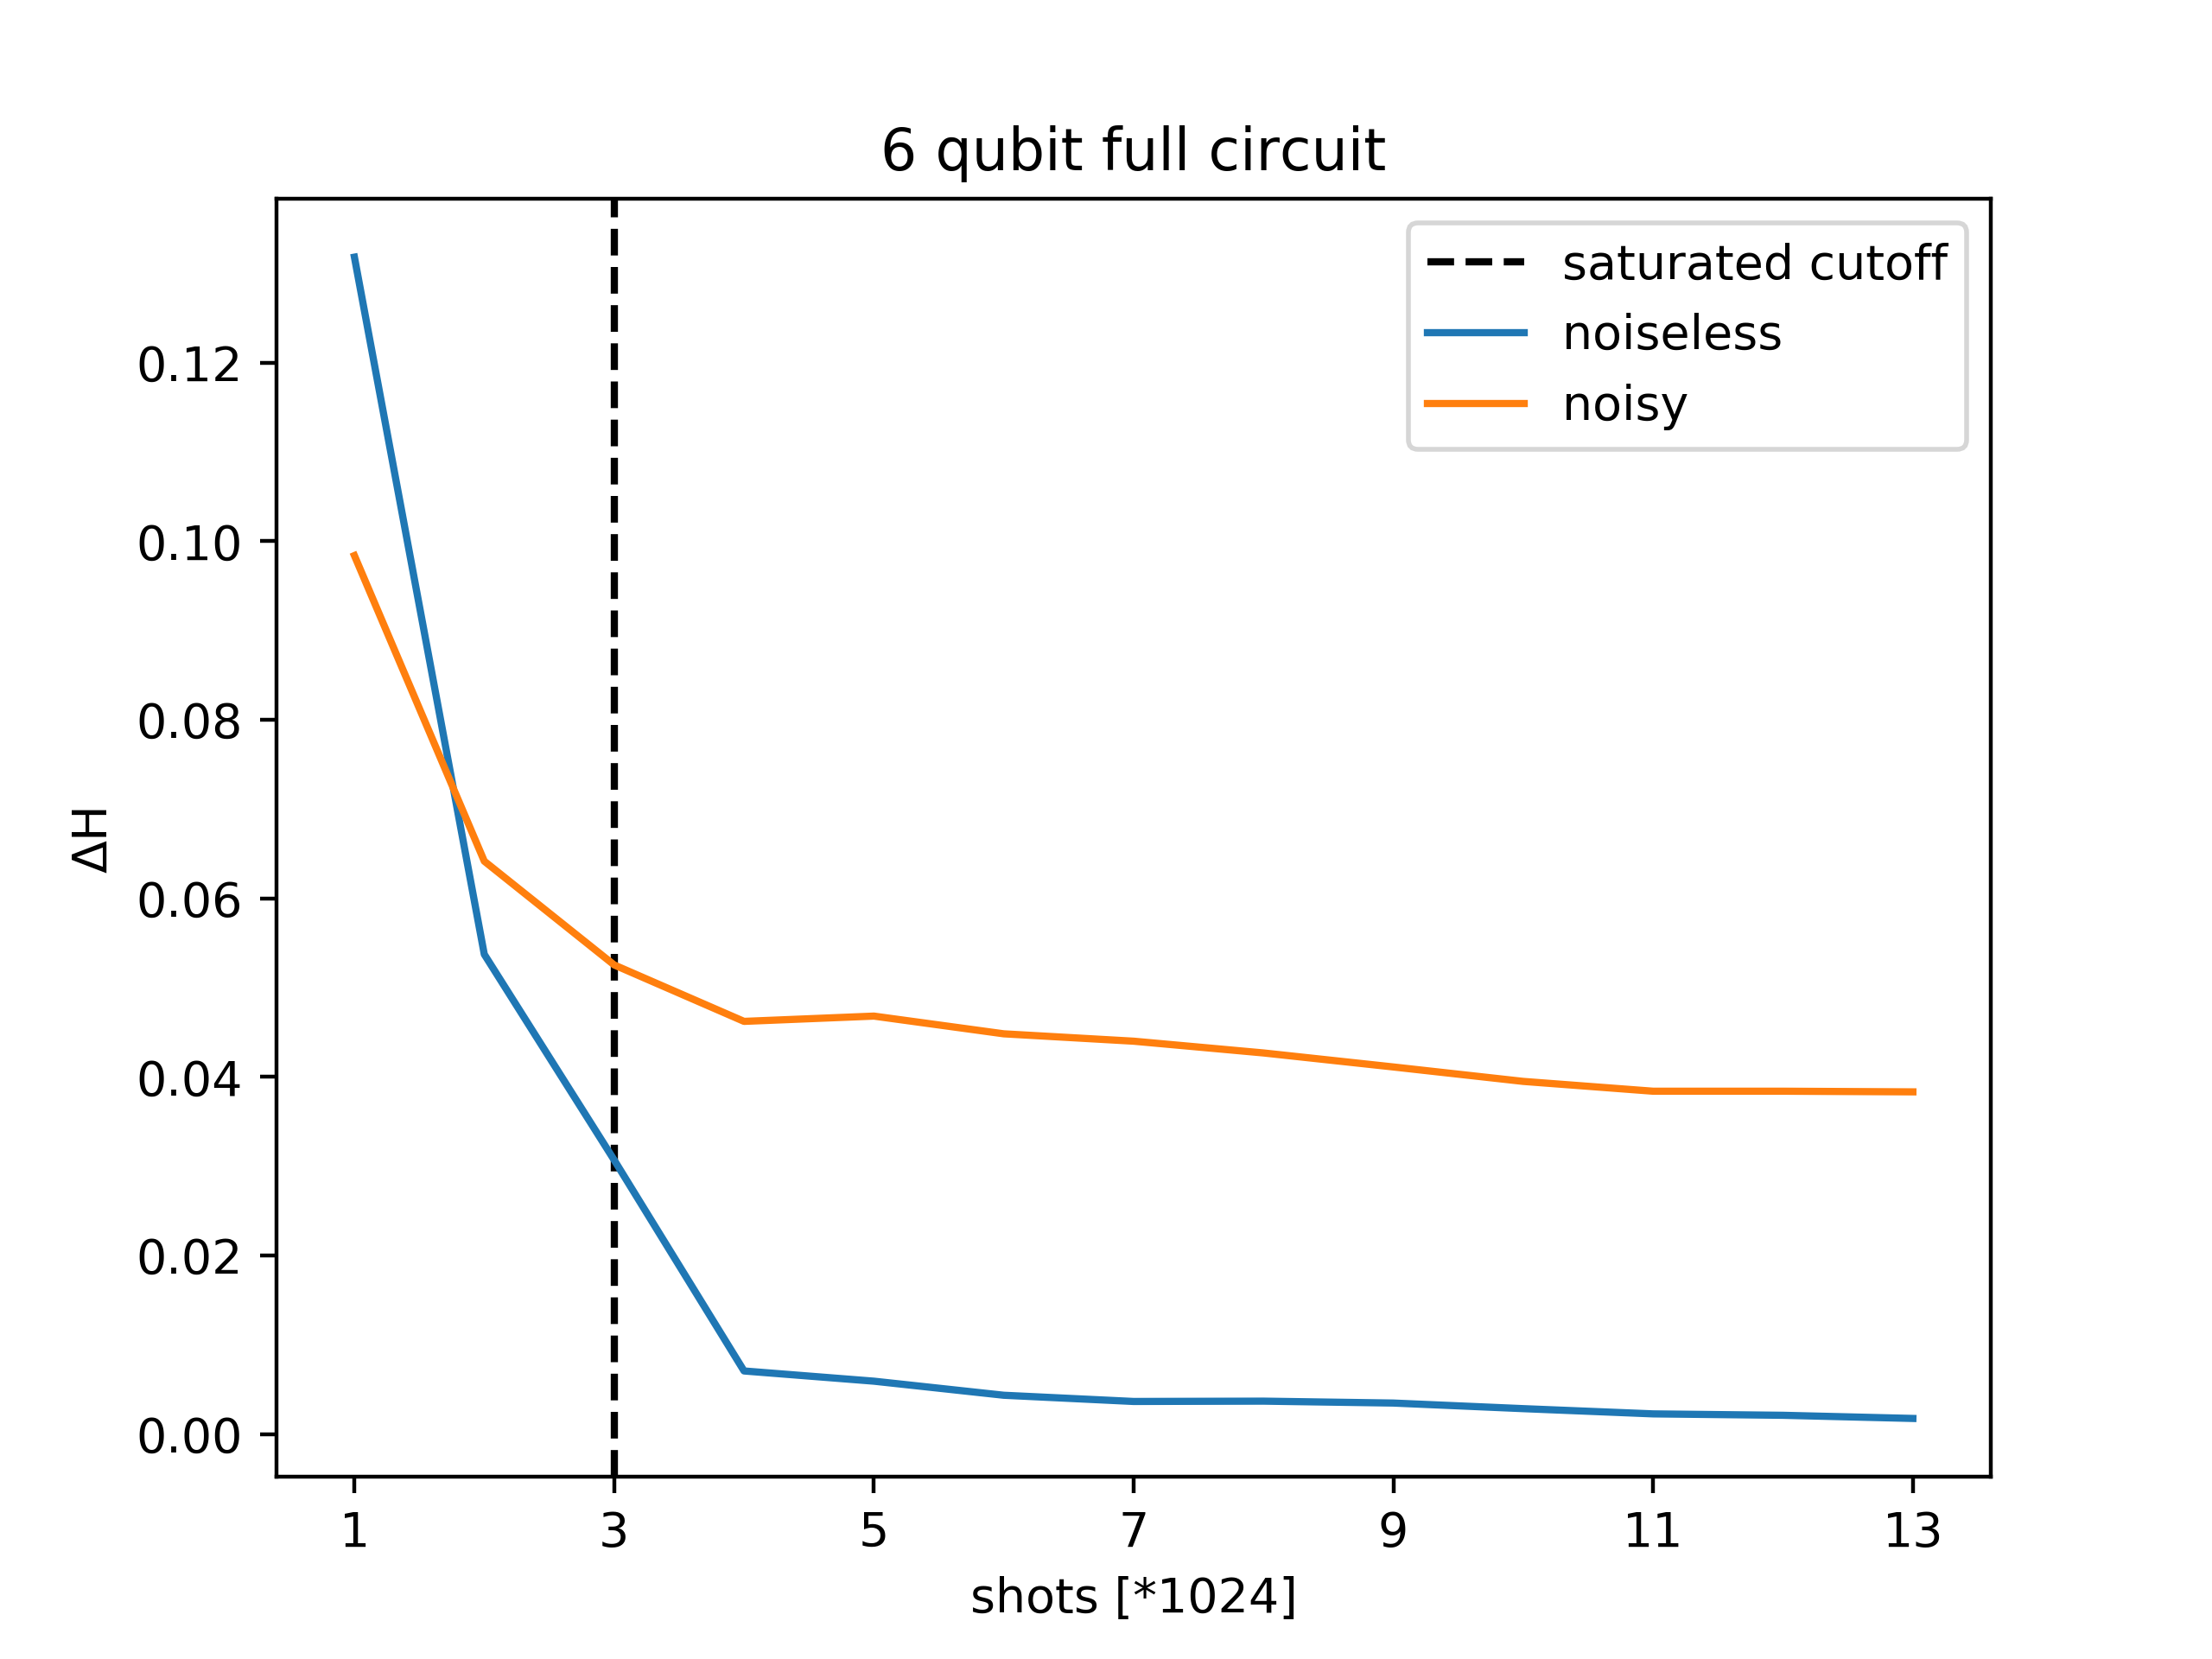 6 qubit full circuit
saturated cutoff
noiseless
noisy
0.12
0.10
0.08
0.06
0.04
0.02
0.00
ΔH
1 3 5 7 9 11 13
shots [*1024]